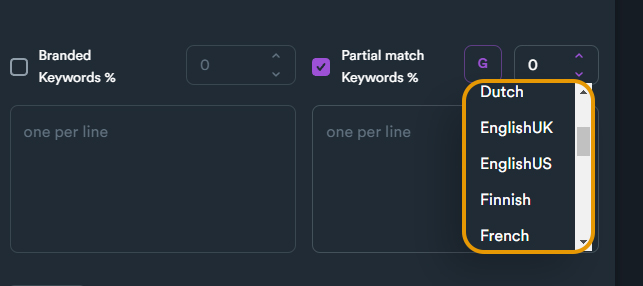 Branded
Keywords %
0
Partial match
Keywords %
G
0
one per line
one per line
Dutch
EnglishUK
EnglishUS
Finnish
French